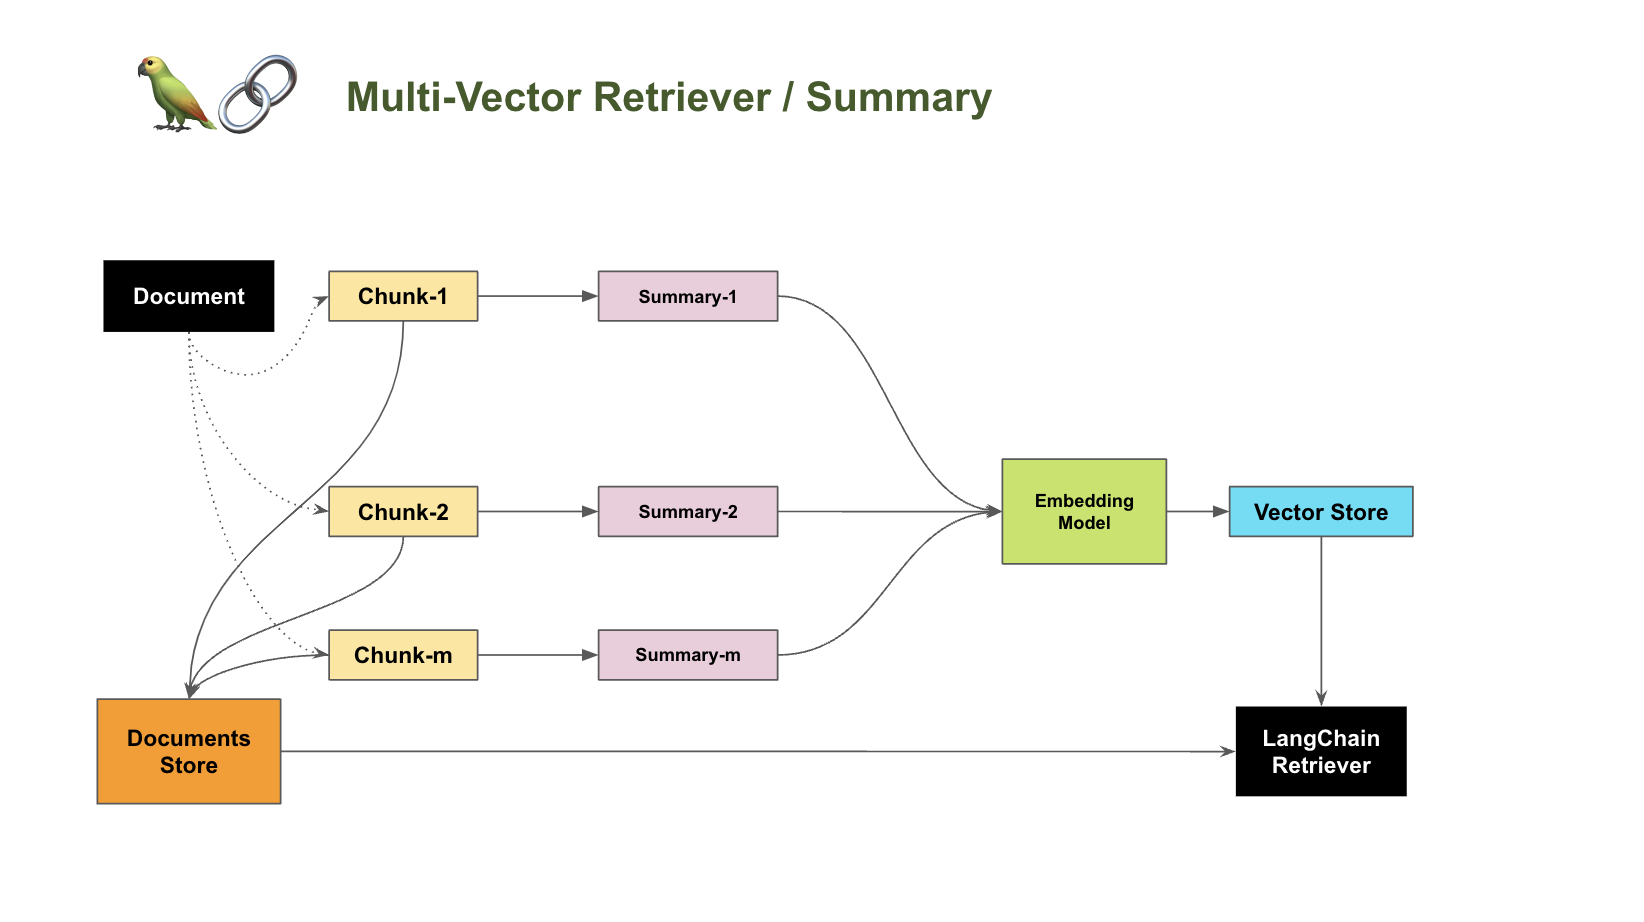 Multi-Vector Retriever / Summary
Document
Chunk-1
Summary-1
Chunk-2
Summary-2
Embedding
Model
Vector Store
Chunk-m
Summary-m
Documents
Store
LangChain
Retriever